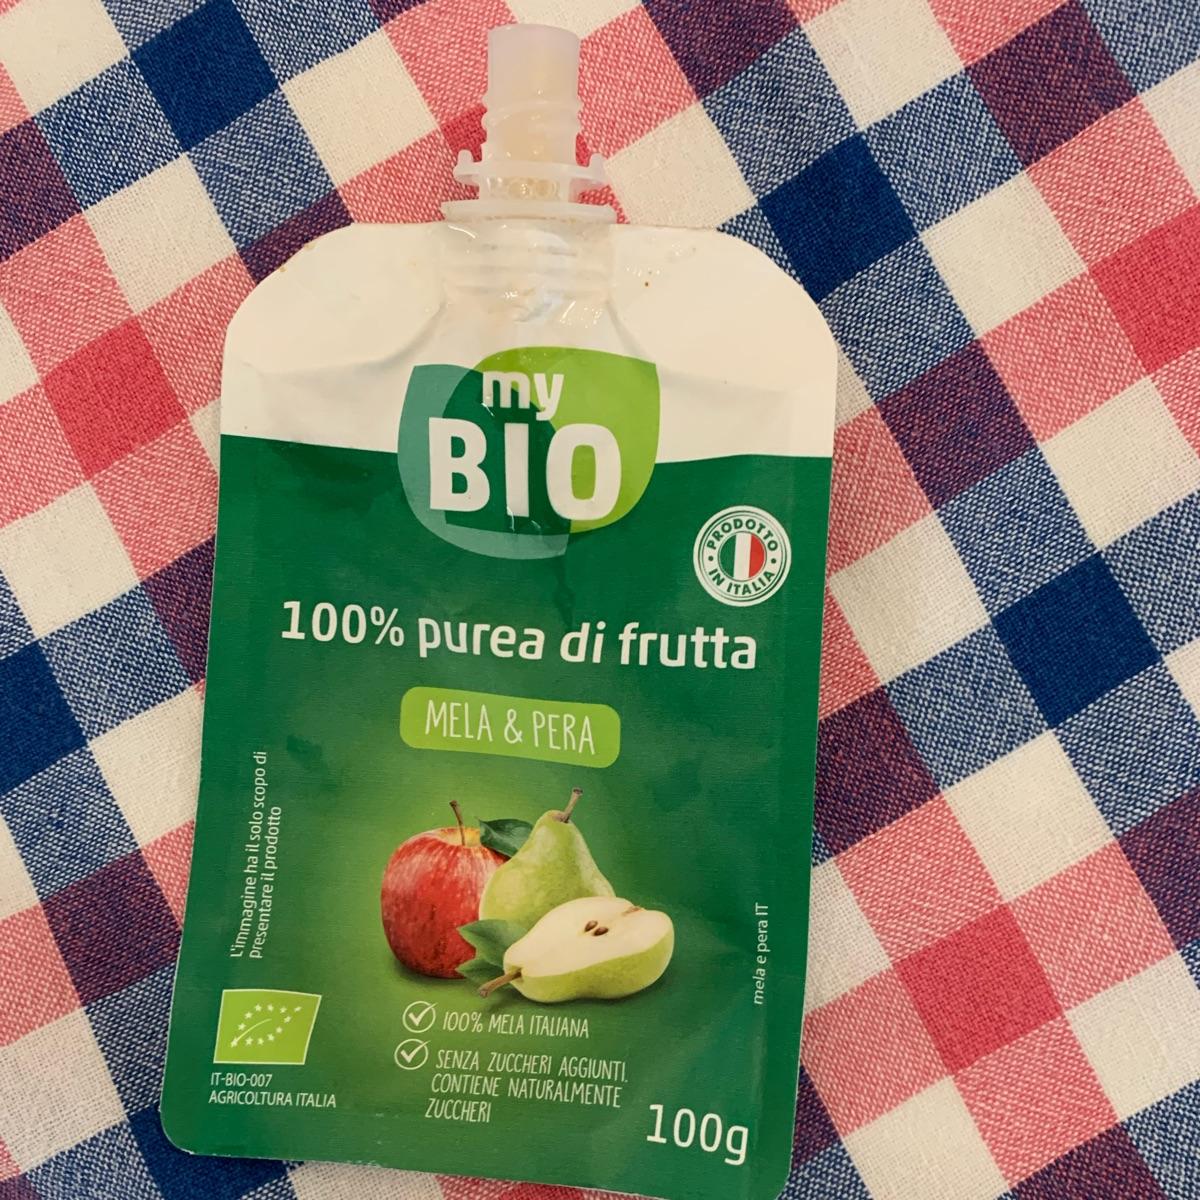 my
BIO
PRODOTTO
IN ITALIA
100% purea di frutta
MELA & PERA
L'immagine ha il solo scopo di
presentare il prodotto
mela e pera IT
100% MELA ITALIANA
SENZA ZUCCHERI AGGIUNTI.
CONTIENE NATURALMENTE
ZUCCHERI
IT-BIO-007
AGRICOLTURA ITALIA
100g